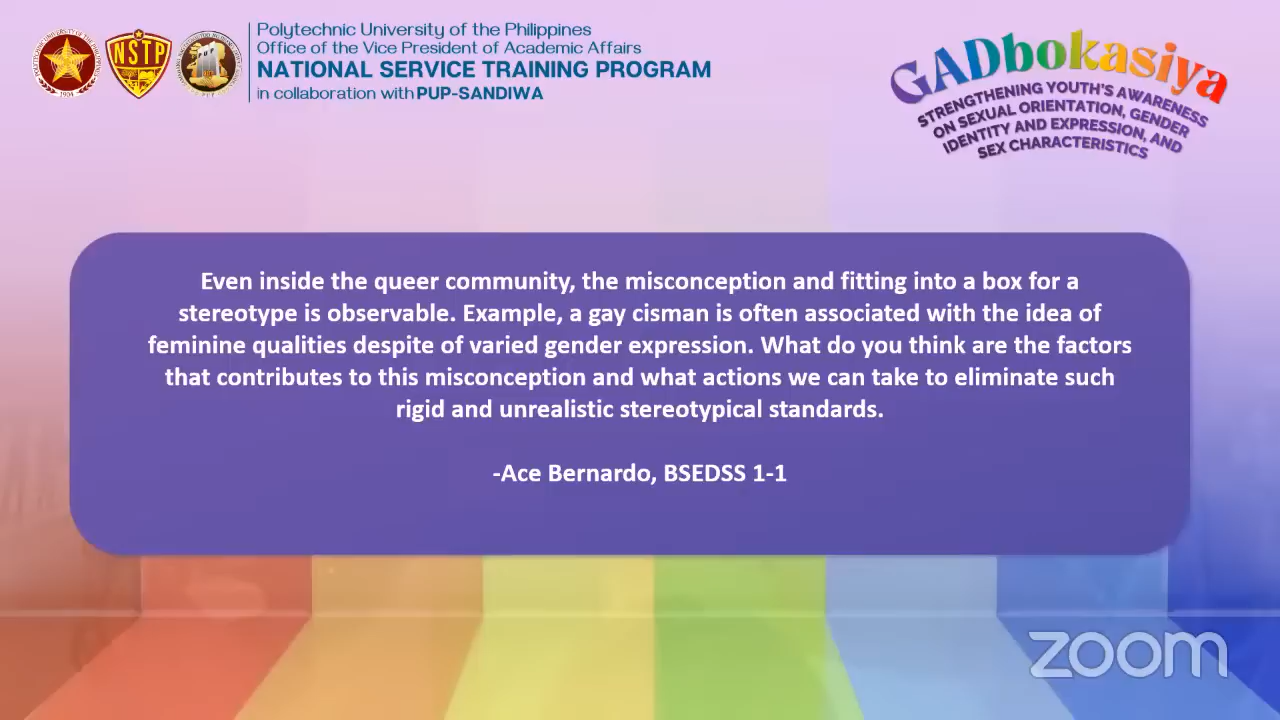 Polytechnic University of the Philippines
Office of the Vice President of Academic Affairs
NATIONAL SERVICE TRAINING PROGRAM
in collaboration with PUP-SANDIWA
NSTP
1904
GADbokasiya
STRENGTHENING YOUTH'S AWARENESS
ON SEXUAL ORIENTATION, GENDER
IDENTITY AND EXPRESSION, AND
SEX CHARACTERISTICS
Even inside the queer community, the misconception and fitting into a box for a
stereotype is observable. Example, a gay cisman is often associated with the idea of
feminine qualities despite of varied gender expression. What do you think are the factors
that contributes to this misconception and what actions we can take to eliminate such
rigid and unrealistic stereotypical standards.
-Ace Bernardo, BSEDSS 1-1
zoom